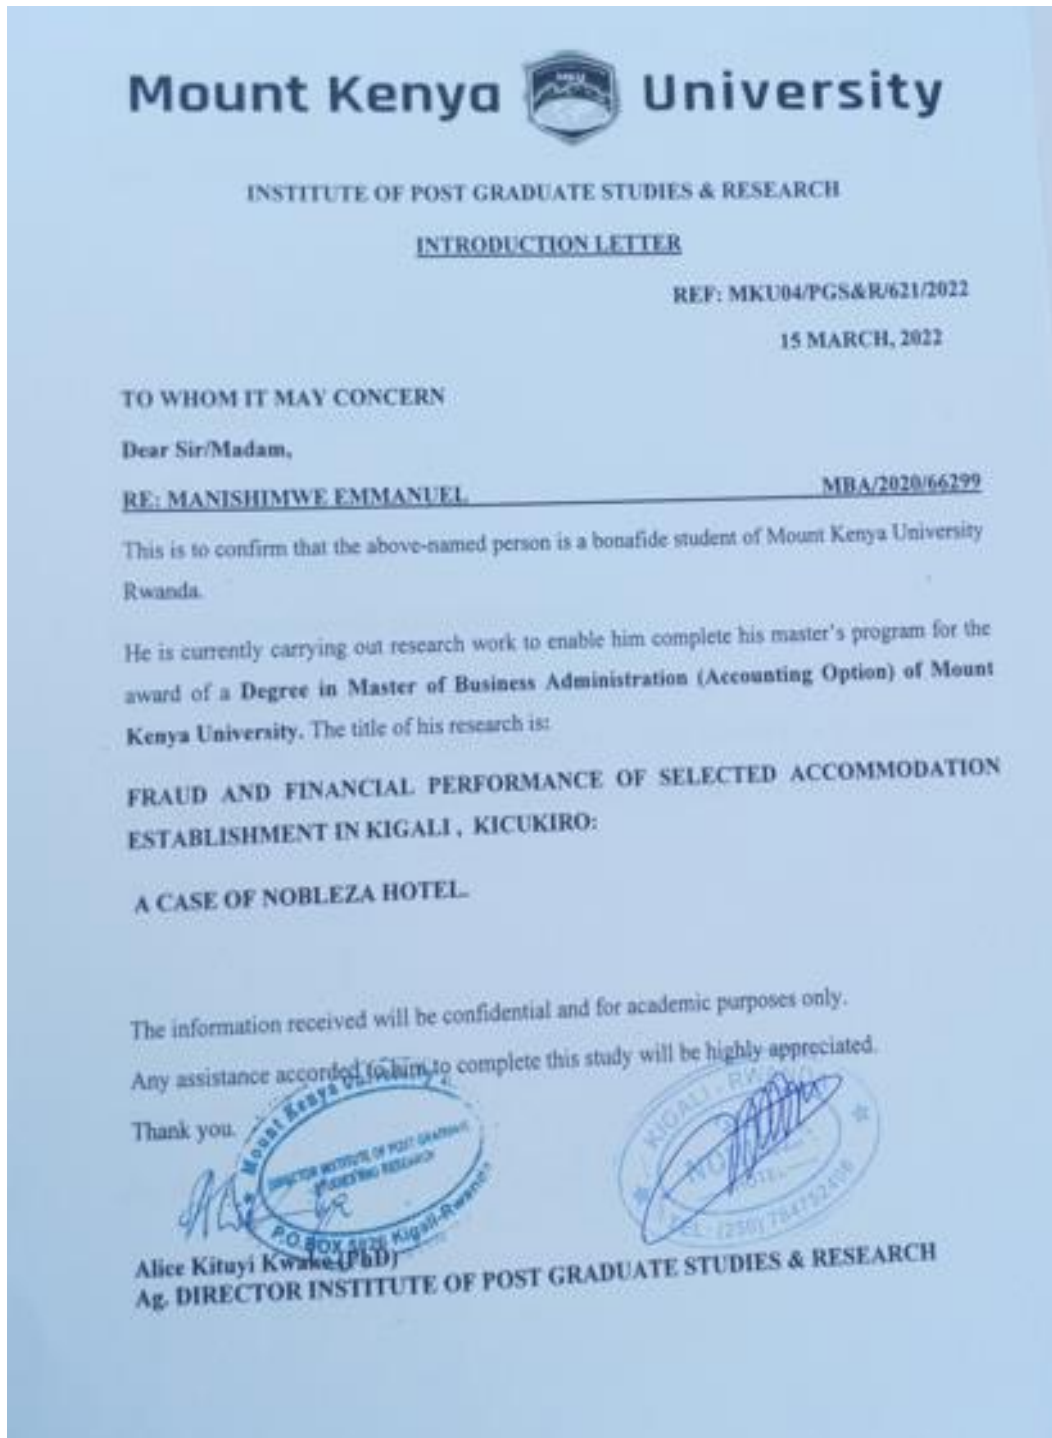 Mount Kenya MKU University
INSTITUTE OF POST GRADUATE STUDIES & RESEARCH
INTRODUCTION LETTER
REF: MKU04/PGS&R/621/2022
15 MARCH, 2022
TO WHOM IT MAY CONCERN
Dear Sir/Madam,
RE: MANISHIMWE EMMANUEL MBA/2020/66299
This is to confirm that the above-named person is a bonafide student of Mount Kenya University
Rwanda.
He is currently carrying out research work to enable him complete his master's program for the
award of a Degree in Master of Business Administration (Accounting Option) of Mount
Kenya University. The title of his research is:
FRAUD AND FINANCIAL PERFORMANCE OF SELECTED ACCOMMODATION
ESTABLISHMENT IN KIGALI , KICUKIRO:
A CASE OF NOBLEZA HOTEL.
The information received will be confidential and for academic purposes only.
Any assistance accorded to him to complete this study will be highly appreciated.
Thank you.
Mount Kenya
DIRECTOR INSTITUTE OF POST GRADUATE
RESEARCH
P.O. BOX 5826 Kigali-Rwanda
KIGALI - RWANDA
HOTEL
TEL: (250) 784752406
Alice Kituyi Kwake (PhD)
Ag. DIRECTOR INSTITUTE OF POST GRADUATE STUDIES & RESEARCH